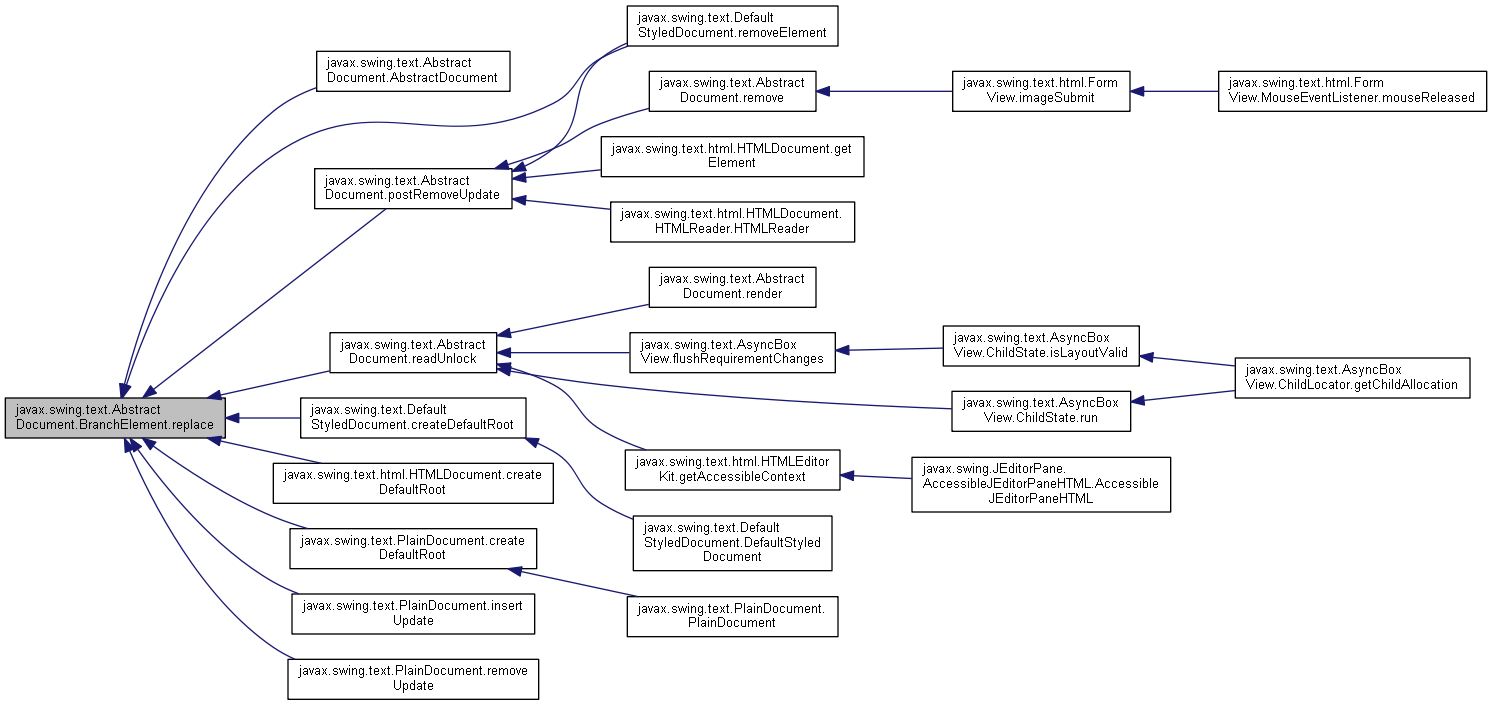 javax.swing.text.Default
StyledDocument.removeElement
javax.swing.text.Abstract
Document.AbstractDocument
javax.swing.text.Abstract
Document.remove
javax.swing.text.html.Form
View.imageSubmit
javax.swing.text.html.Form
View.MouseEventListener.mouseReleased
javax.swing.text.html.HTMLDocument.get
Element
javax.swing.text.Abstract
Document.postRemoveUpdate
javax.swing.text.html.HTMLDocument.
HTMLReader.HTMLReader
javax.swing.text.Abstract
Document.render
javax.swing.text.Abstract
Document.readUnlock
javax.swing.text.AsyncBox
View.flushRequirementChanges
javax.swing.text.AsyncBox
View.ChildState.isLayoutValid
javax.swing.text.AsyncBox
View.ChildLocator.getChildAllocation
javax.swing.text.AsyncBox
View.ChildState.run
javax.swing.text.Abstract
Document.BranchElement.replace
javax.swing.text.Default
StyledDocument.createDefaultRoot
javax.swing.text.html.HTMLEditor
Kit.getAccessibleContext
javax.swing.JEditorPane.
AccessibleJEditorPaneHTML.Accessible
JEditorPaneHTML
javax.swing.text.html.HTMLDocument.create
DefaultRoot
javax.swing.text.Default
StyledDocument.DefaultStyled
Document
javax.swing.text.PlainDocument.create
DefaultRoot
javax.swing.text.PlainDocument.insert
Update
javax.swing.text.PlainDocument.
PlainDocument
javax.swing.text.PlainDocument.remove
Update